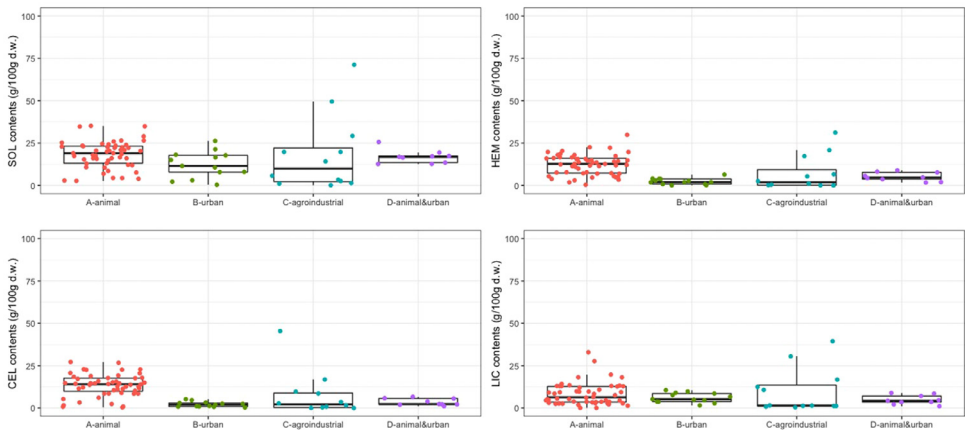 SOL contents (g/100g d.w.)
100
75
50
25
0
A-animal B-urban C-agroindustrial D-animal&urban
HEM contents (g/100g d.w.)
100
75
50
25
0
A-animal B-urban C-agroindustrial D-animal&urban
CEL contents (g/100g d.w.)
100
75
50
25
0
A-animal B-urban C-agroindustrial D-animal&urban
LIC contents (g/100g d.w.)
100
75
50
25
0
A-animal B-urban C-agroindustrial D-animal&urban